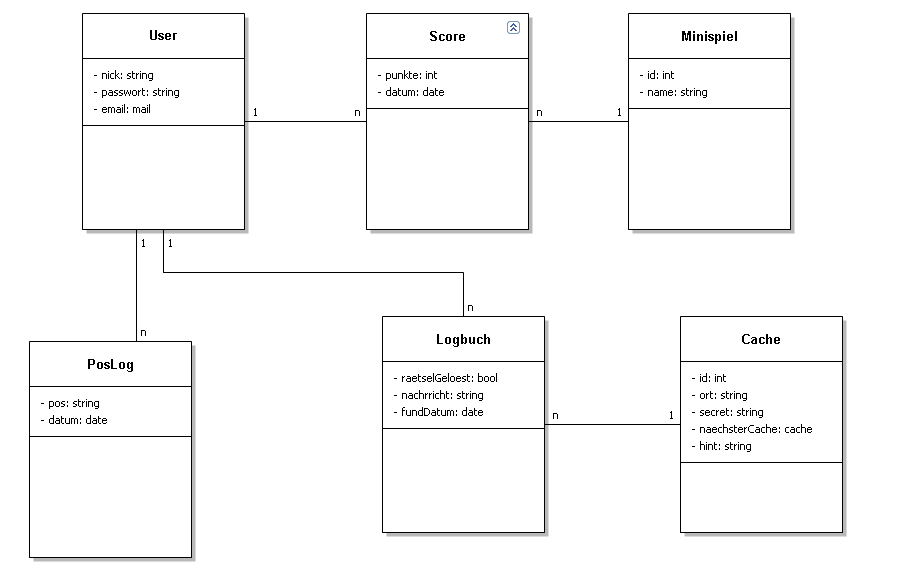 User
- nick: string
- passwort: string
- email: mail
Score
- punkte: int
- datum: date
Minispiel
- id: int
- name: string
1
n
n
1
1
1
n
n
PosLog
- pos: string
- datum: date
Logbuch
- raetselGeloest: bool
- nachrricht: string
- fundDatum: date
n
1
Cache
- id: int
- ort: string
- secret: string
- naechsterCache: cache
- hint: string